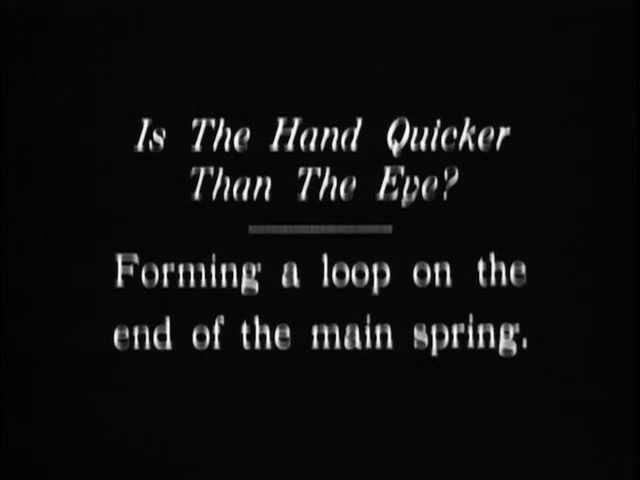 Is The Hand Quicker
Than The Eye?
Forming a loop on the
end of the main spring.